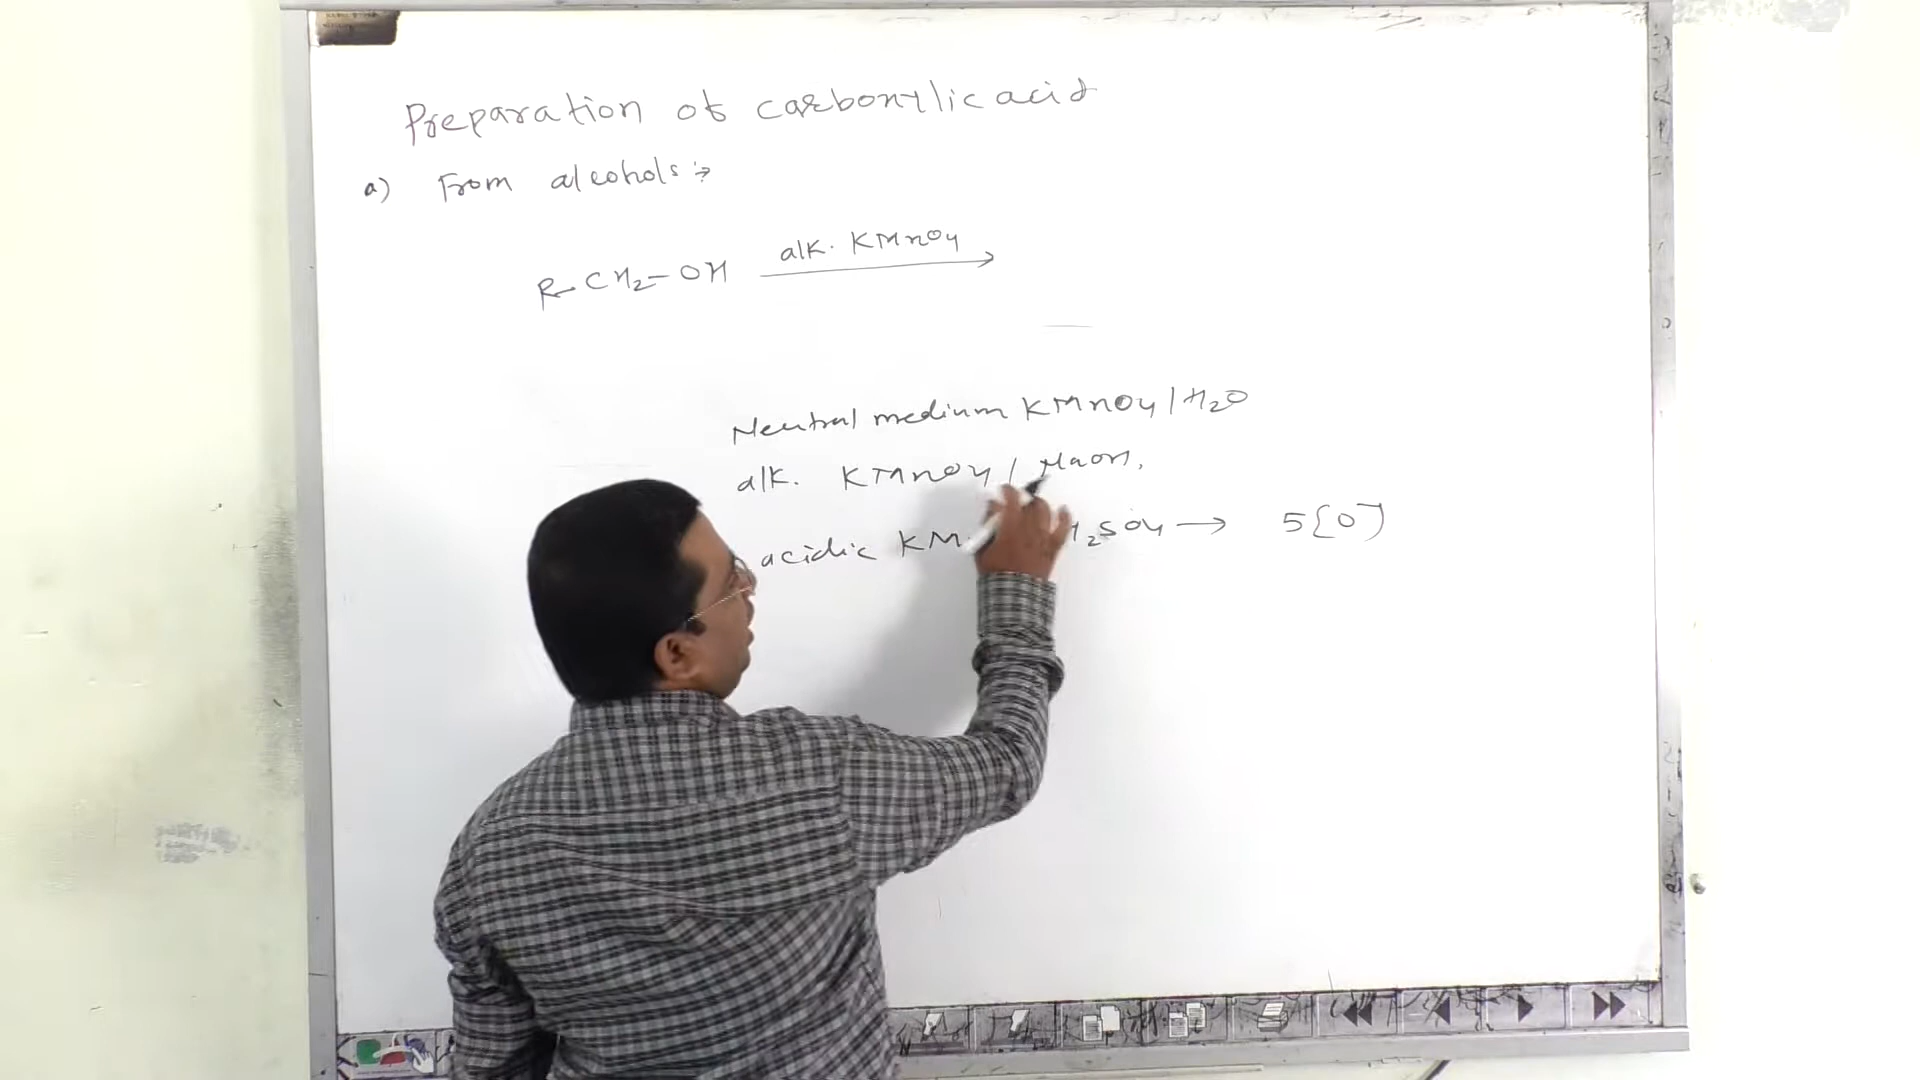 Preparation of carboxylic acid
a) From alcohols :→
R-CH₂-OH alk. KMnO₄ →
Neutral medium KMnO₄ / H₂O
alk. KMnO₄ / NaOH,
acidic KM H₂SO₄ → 5[O]